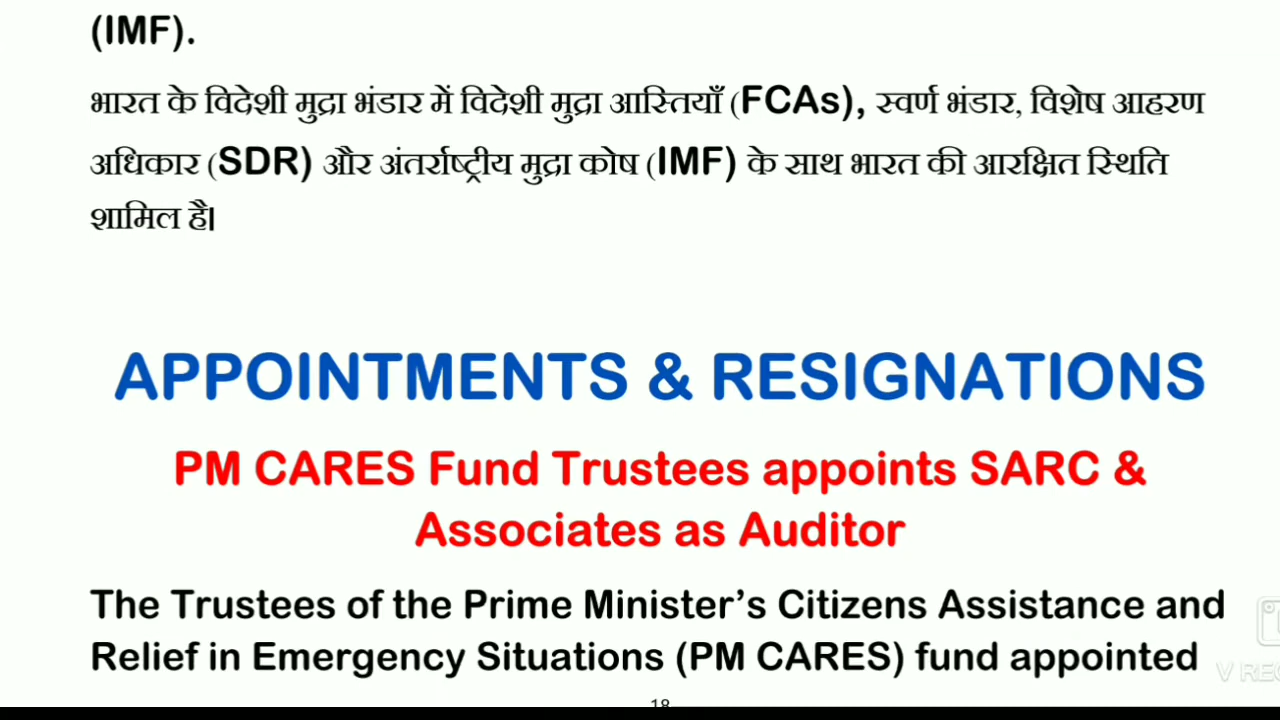 (IMF).
भारत के विदेशी मुद्रा भंडार में विदेशी मुद्रा आस्तियाँ (FCAs), स्वर्ण भंडार, विशेष आहरण
अधिकार (SDR) और अंतर्राष्ट्रीय मुद्रा कोष (IMF) के साथ भारत की आरक्षित स्थिति
शामिल है।
APPOINTMENTS & RESIGNATIONS
PM CARES Fund Trustees appoints SARC &
Associates as Auditor
The Trustees of the Prime Minister’s Citizens Assistance and
Relief in Emergency Situations (PM CARES) fund appointed
V REC
18